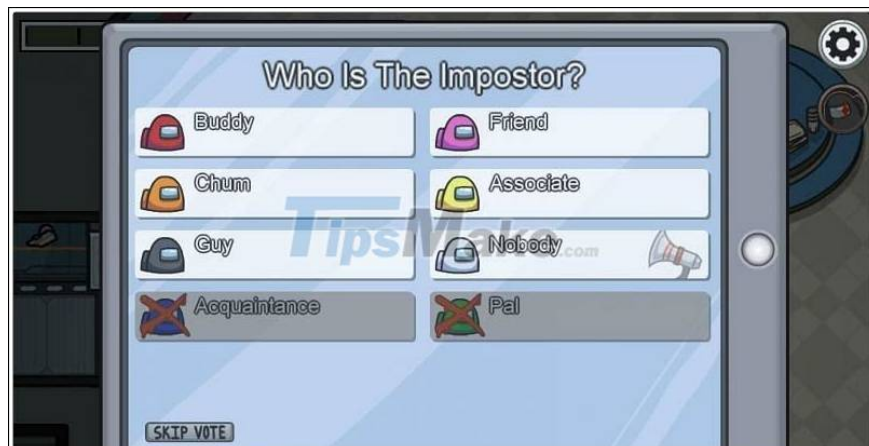 Who Is The Impostor?
Buddy
Friend
Chum
Associate
TipsMake.com
Guy
Nobody
Acquaintance
Pal
SKIP VOTE